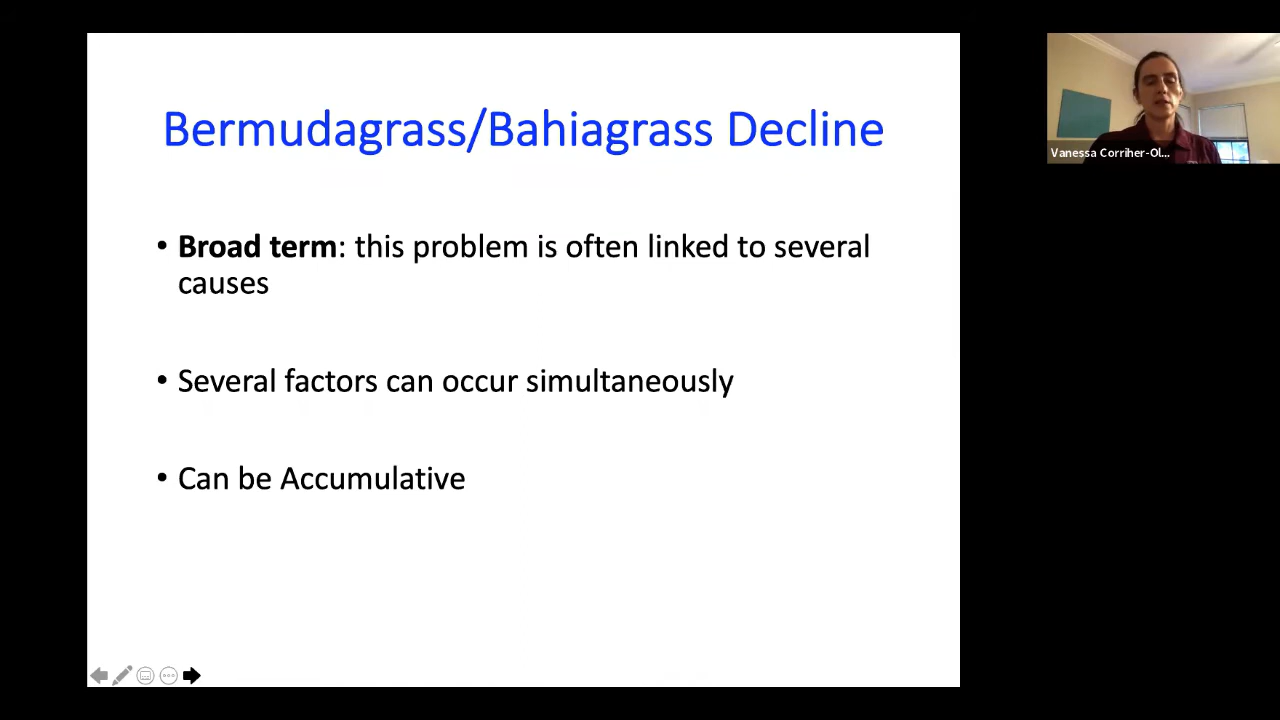 Bermudagrass/Bahiagrass Decline
• Broad term: this problem is often linked to several
causes
• Several factors can occur simultaneously
• Can be Accumulative
Vanessa Corriher-Ol...